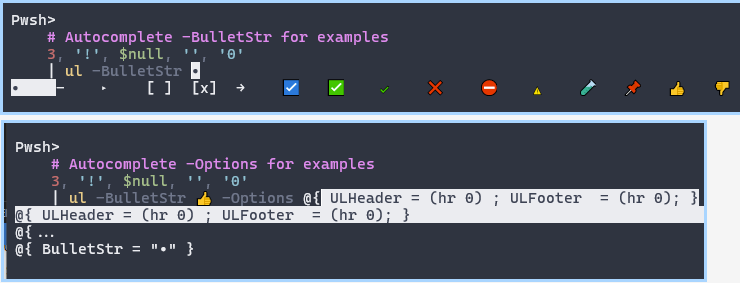 Pwsh>
# Autocomplete -BulletStr for examples
3, '!', $null, '', '0'
| ul -BulletStr •
• — ‣ [ ] [x] → ☑ ✅ ✓ ❌ ⛔ ⚠ 🧪 📌 👍 👎
Pwsh>
# Autocomplete -Options for examples
3, '!', $null, '', '0'
| ul -BulletStr 👍 -Options @{ ULHeader = (hr 0) ; ULFooter  = (hr 0); }
@{ ULHeader = (hr 0) ; ULFooter  = (hr 0); }
@{…
@{ BulletStr = "•" }